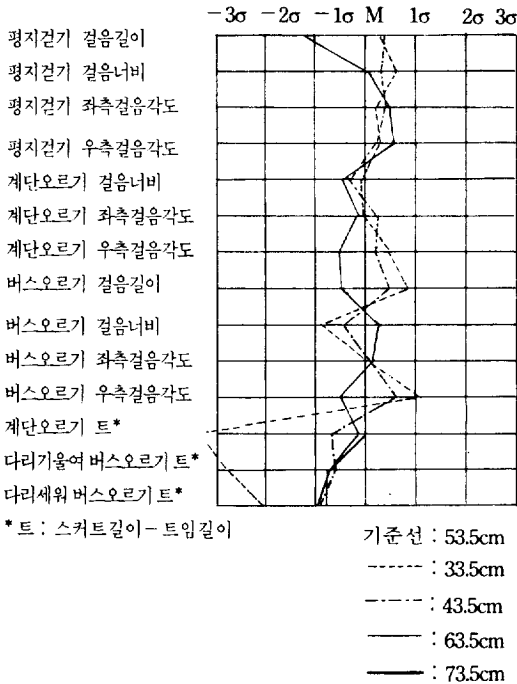 −3σ −2σ −1σ M 1σ 2σ 3σ
평지걷기 걸음길이
평지걷기 걸음너비
평지걷기 좌측걸음각도
평지걷기 우측걸음각도
계단오르기 걸음너비
계단오르기 좌측걸음각도
계단오르기 우측걸음각도
버스오르기 걸음길이
버스오르기 걸음너비
버스오르기 좌측걸음각도
버스오르기 우측걸음각도
계단오르기 트*
다리기울여 버스오르기 트*
다리세워 버스오르기 트*
* 트 : 스커트길이 − 트임길이
기준선 : 53.5cm
: 33.5cm
: 43.5cm
: 63.5cm
: 73.5cm